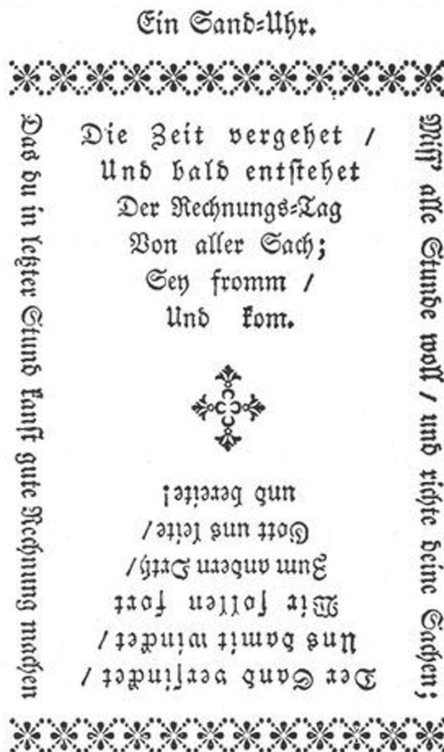 Ein Sand-Uhr.
Die Zeit vergehet /
Und bald entſtehet
Der Rechnungs-Tag
Von aller Sach;
Sey fromm /
Und kom.
Der Sand verſincket /
Uns damit wincket /
Wir ſollen fort
Zum andern Orth/
Gott uns leite/
und bereite!
Miſſ' alle Stunde woll / und richte deine Sachen;
Das du in letzter Stund kanſt gute Rechnung machen